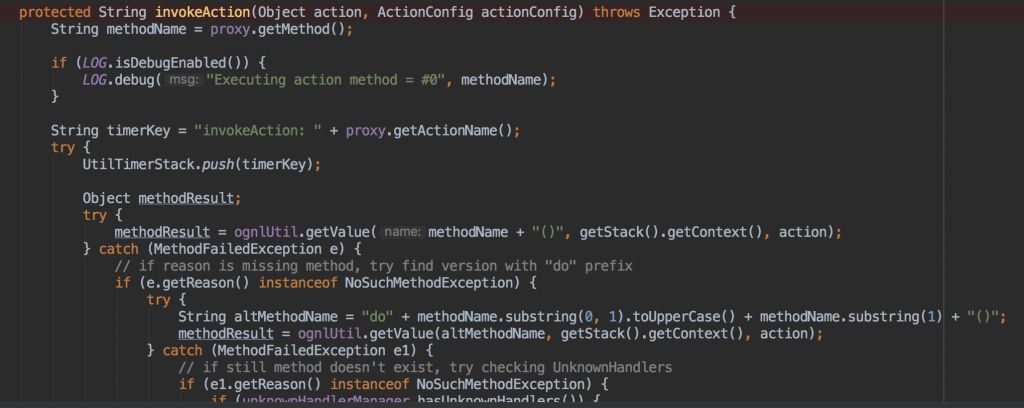 protected String invokeAction(Object action, ActionConfig actionConfig) throws Exception {
String methodName = proxy.getMethod();
if (LOG.isDebugEnabled()) {
LOG.debug( msg: "Executing action method = #0", methodName);
}
String timerKey = "invokeAction: " + proxy.getActionName();
try {
UtilTimerStack.push(timerKey);
Object methodResult;
try {
methodResult = ognlUtil.getValue( name: methodName + "()", getStack().getContext(), action);
} catch (MethodFailedException e) {
// if reason is missing method, try find version with "do" prefix
if (e.getReason() instanceof NoSuchMethodException) {
try {
String altMethodName = "do" + methodName.substring(0, 1).toUpperCase() + methodName.substring(1) + "()";
methodResult = ognlUtil.getValue(altMethodName, getStack().getContext(), action);
} catch (MethodFailedException e1) {
// if still method doesn't exist, try checking UnknownHandlers
if (e1.getReason() instanceof NoSuchMethodException) {
if (unknownHandlerManager.hasUnknownHandlers()) {